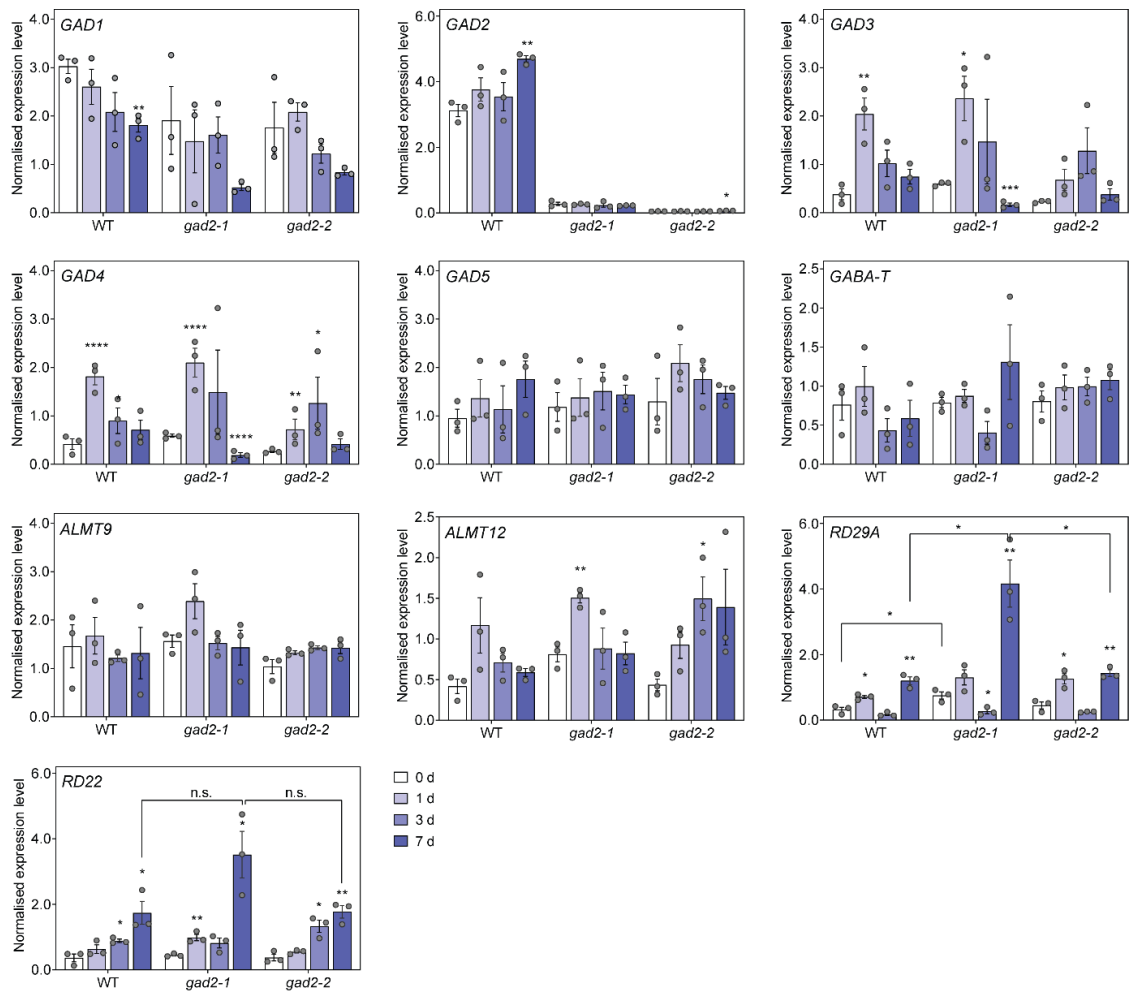 GAD1
Normalised expression level
4.0
3.0
2.0
1.0
0.0
**
WT
gad2-1
gad2-2
GAD2
Normalised expression level
6.0
4.0
2.0
0.0
**
*
WT
gad2-1
gad2-2
GAD3
Normalised expression level
4.0
3.0
2.0
1.0
0.0
**
*
***
WT
gad2-1
gad2-2
GAD4
Normalised expression level
4.0
3.0
2.0
1.0
0.0
****
*
****
****
**
*
WT
gad2-1
gad2-2
GAD5
Normalised expression level
4.0
3.0
2.0
1.0
0.0
WT
gad2-1
gad2-2
GABA-T
Normalised expression level
2.5
2.0
1.5
1.0
0.5
0.0
WT
gad2-1
gad2-2
ALMT9
Normalised expression level
4.0
3.0
2.0
1.0
0.0
WT
gad2-1
gad2-2
ALMT12
Normalised expression level
2.5
2.0
1.5
1.0
0.5
0.0
**
*
WT
gad2-1
gad2-2
RD29A
Normalised expression level
6.0
4.0
2.0
0.0
* *
*
**
* ** * * **
WT
gad2-1
gad2-2
RD22
Normalised expression level
6.0
4.0
2.0
0.0
n.s. n.s.
* * ** * * **
WT
gad2-1
gad2-2
0 d
1 d
3 d
7 d